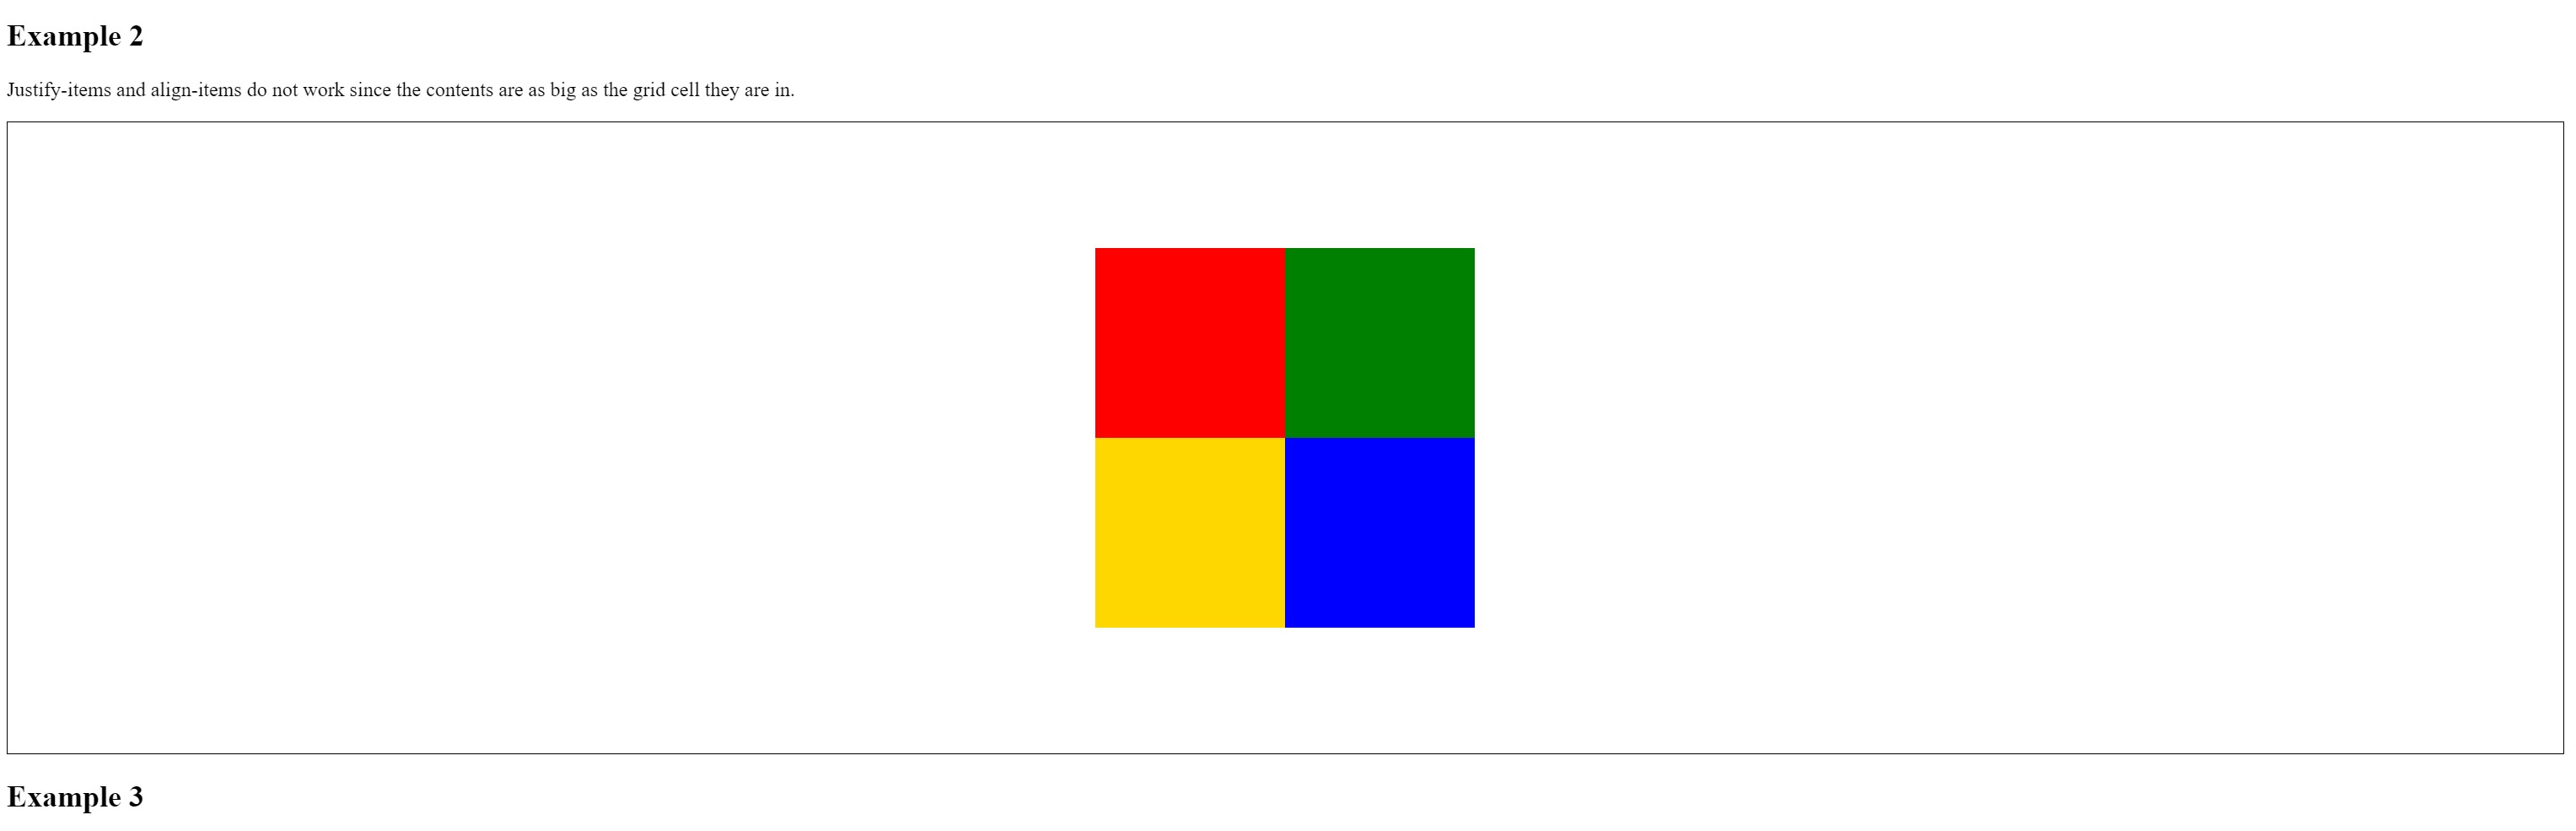 Example 2
Justify-items and align-items do not work since the contents are as big as the grid cell they are in.
Example 3